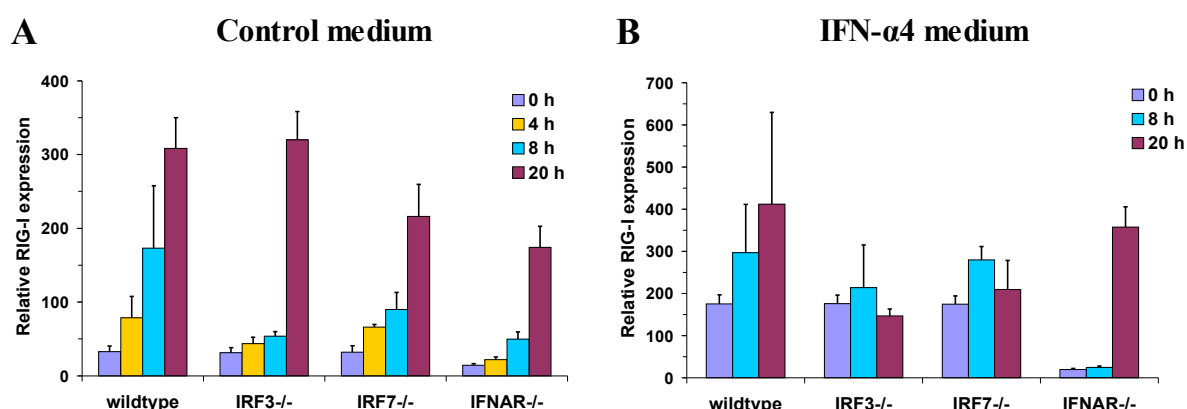 A Control medium
Relative RIG-I expression
400
300
200
100
0
0 h
4 h
8 h
20 h
wildtype IRF3-/- IRF7-/- IFNAR-/-
B IFN-α4 medium
Relative RIG-I expression
700
600
500
400
300
200
100
0
0 h
8 h
20 h
wildtype IRF3-/- IRF7-/- IFNAR-/-